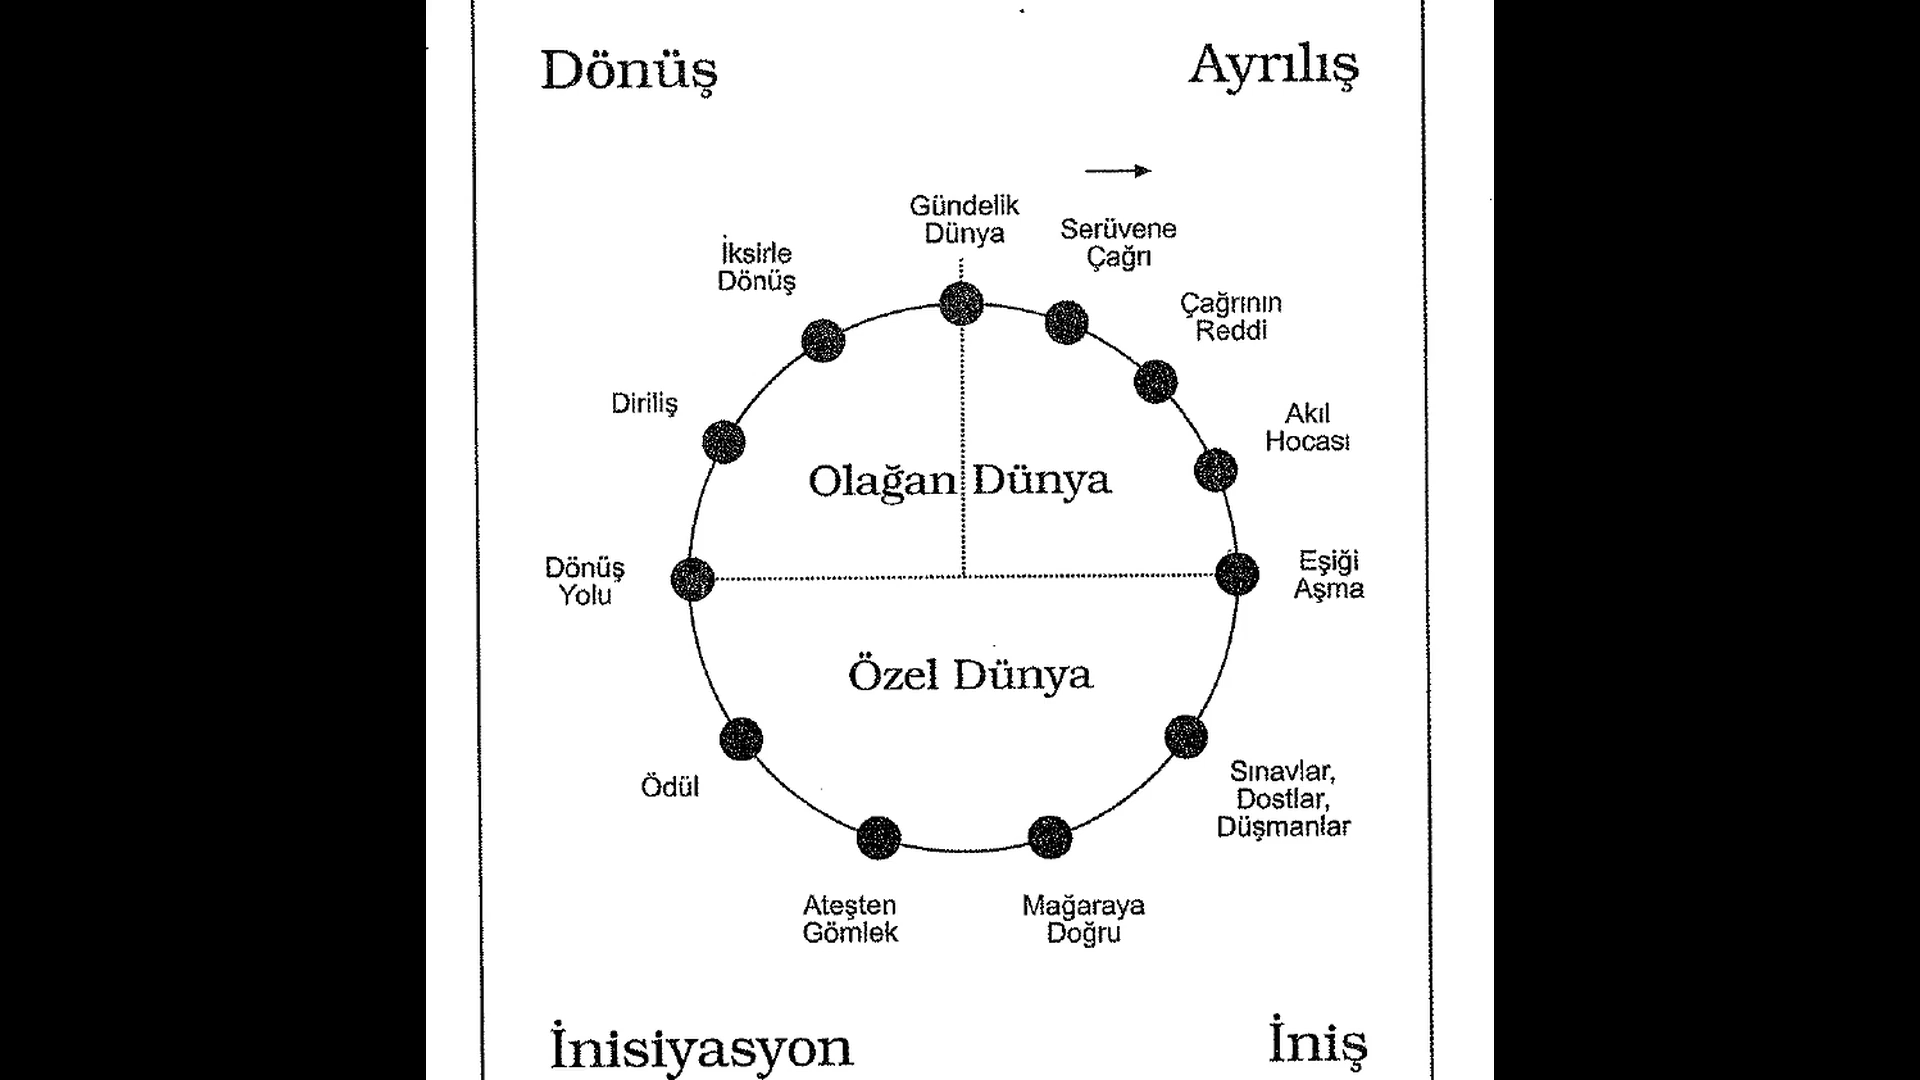 Dönüş
Ayrılış
Gündelik
Dünya
Serüvene
Çağrı
Çağrının
Reddi
Akıl
Hocası
Eşiği
Aşma
Sınavlar,
Dostlar,
Düşmanlar
Mağaraya
Doğru
Ateşten
Gömlek
Ödül
Dönüş
Yolu
Diriliş
İksirle
Dönüş
Olağan Dünya
Özel Dünya
İnisiyasyon
İniş